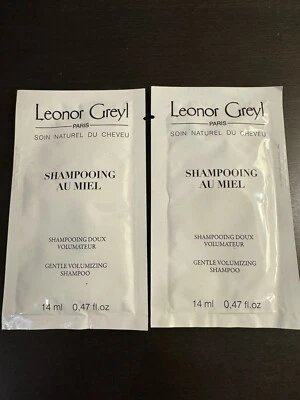 Leonor Greyl
PARIS
SOIN NATUREL DU CHEVEU
SHAMPOOING
AU MIEL
SHAMPOOING DOUX
VOLUMATEUR
GENTLE VOLUMIZING
SHAMPOO
14 ml 0,47 fl.oz
Leonor Greyl
PARIS
SOIN NATUREL DU CHEVEU
SHAMPOOING
AU MIEL
SHAMPOOING DOUX
VOLUMATEUR
GENTLE VOLUMIZING
SHAMPOO
14 ml 0,47 fl.oz